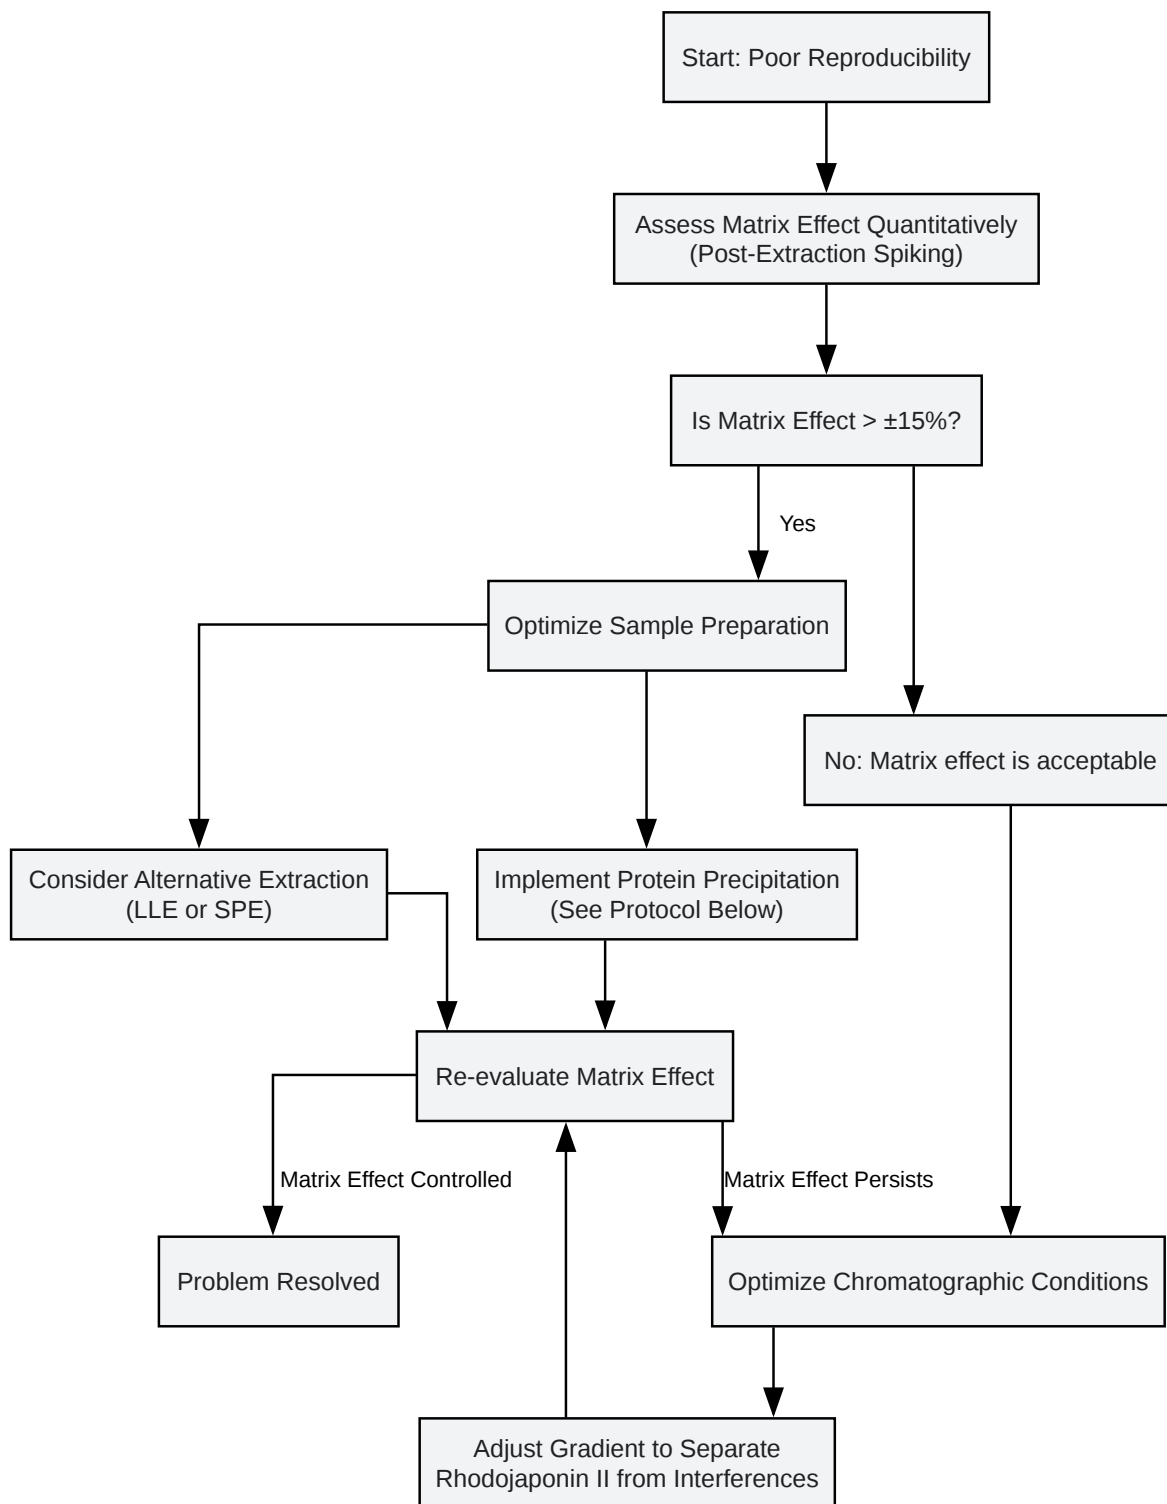 Start: Poor Reproducibility
Assess Matrix Effect Quantitatively
(Post-Extraction Spiking)
Is Matrix Effect > ±15%?
Yes
Optimize Sample Preparation
No: Matrix effect is acceptable
Consider Alternative Extraction
(LLE or SPE)
Implement Protein Precipitation
(See Protocol Below)
Re-evaluate Matrix Effect
Matrix Effect Controlled
Matrix Effect Persists
Problem Resolved
Optimize Chromatographic Conditions
Adjust Gradient to Separate
Rhodojaponin II from Interferences